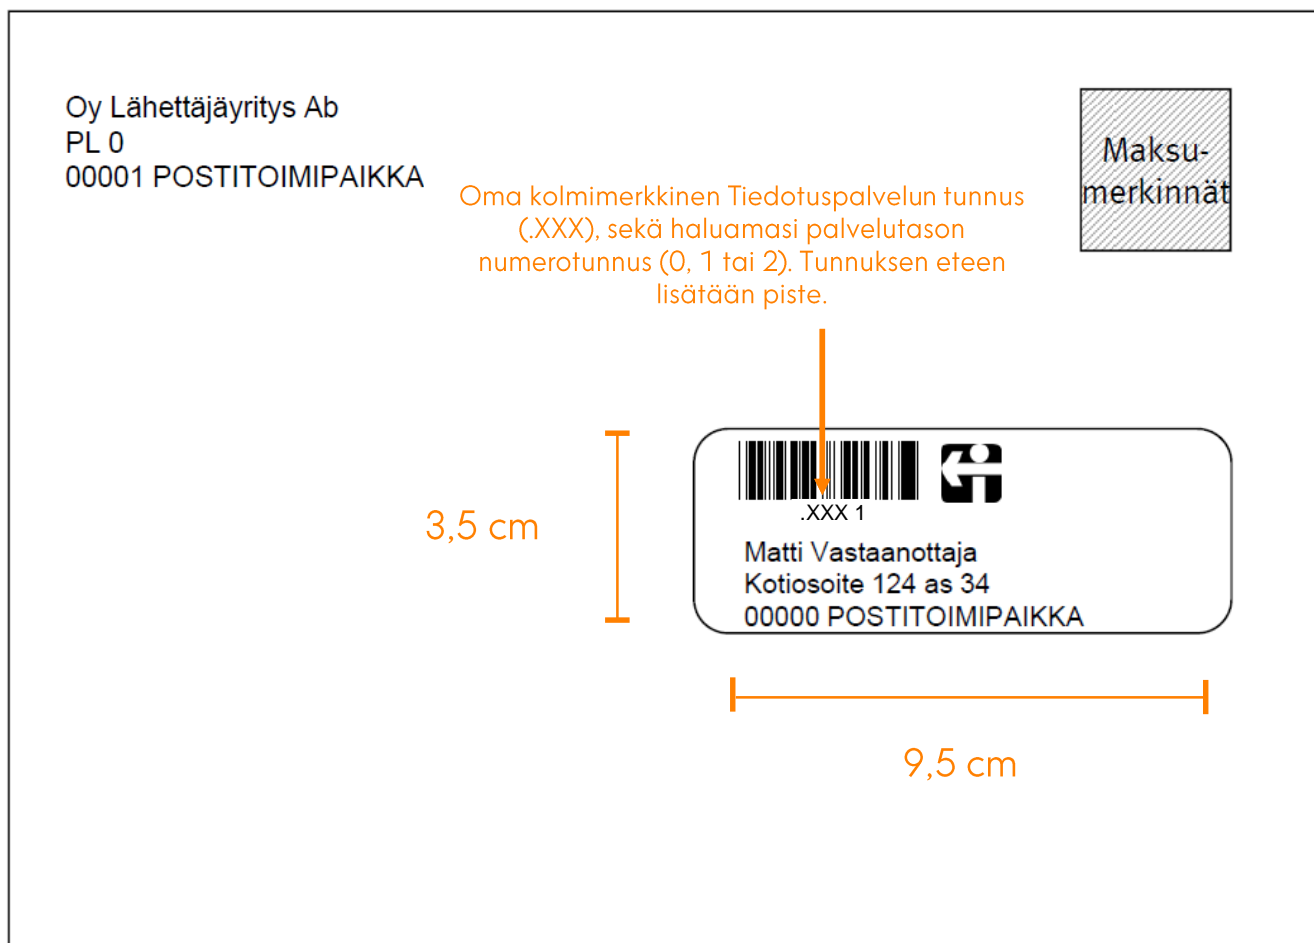 Oy Lähettäjäyritys Ab
PL 0
00001 POSTITOIMIPAIKKA
Maksu-
merkinnät
Oma kolmimerkkinen Tiedotuspalvelun tunnus
(.XXX), sekä haluamasi palvelutason
numerotunnus (0, 1 tai 2). Tunnuksen eteen
lisätään piste.
3,5 cm
.XXX 1
Matti Vastaanottaja
Kotiosoite 124 as 34
00000 POSTITOIMIPAIKKA
9,5 cm